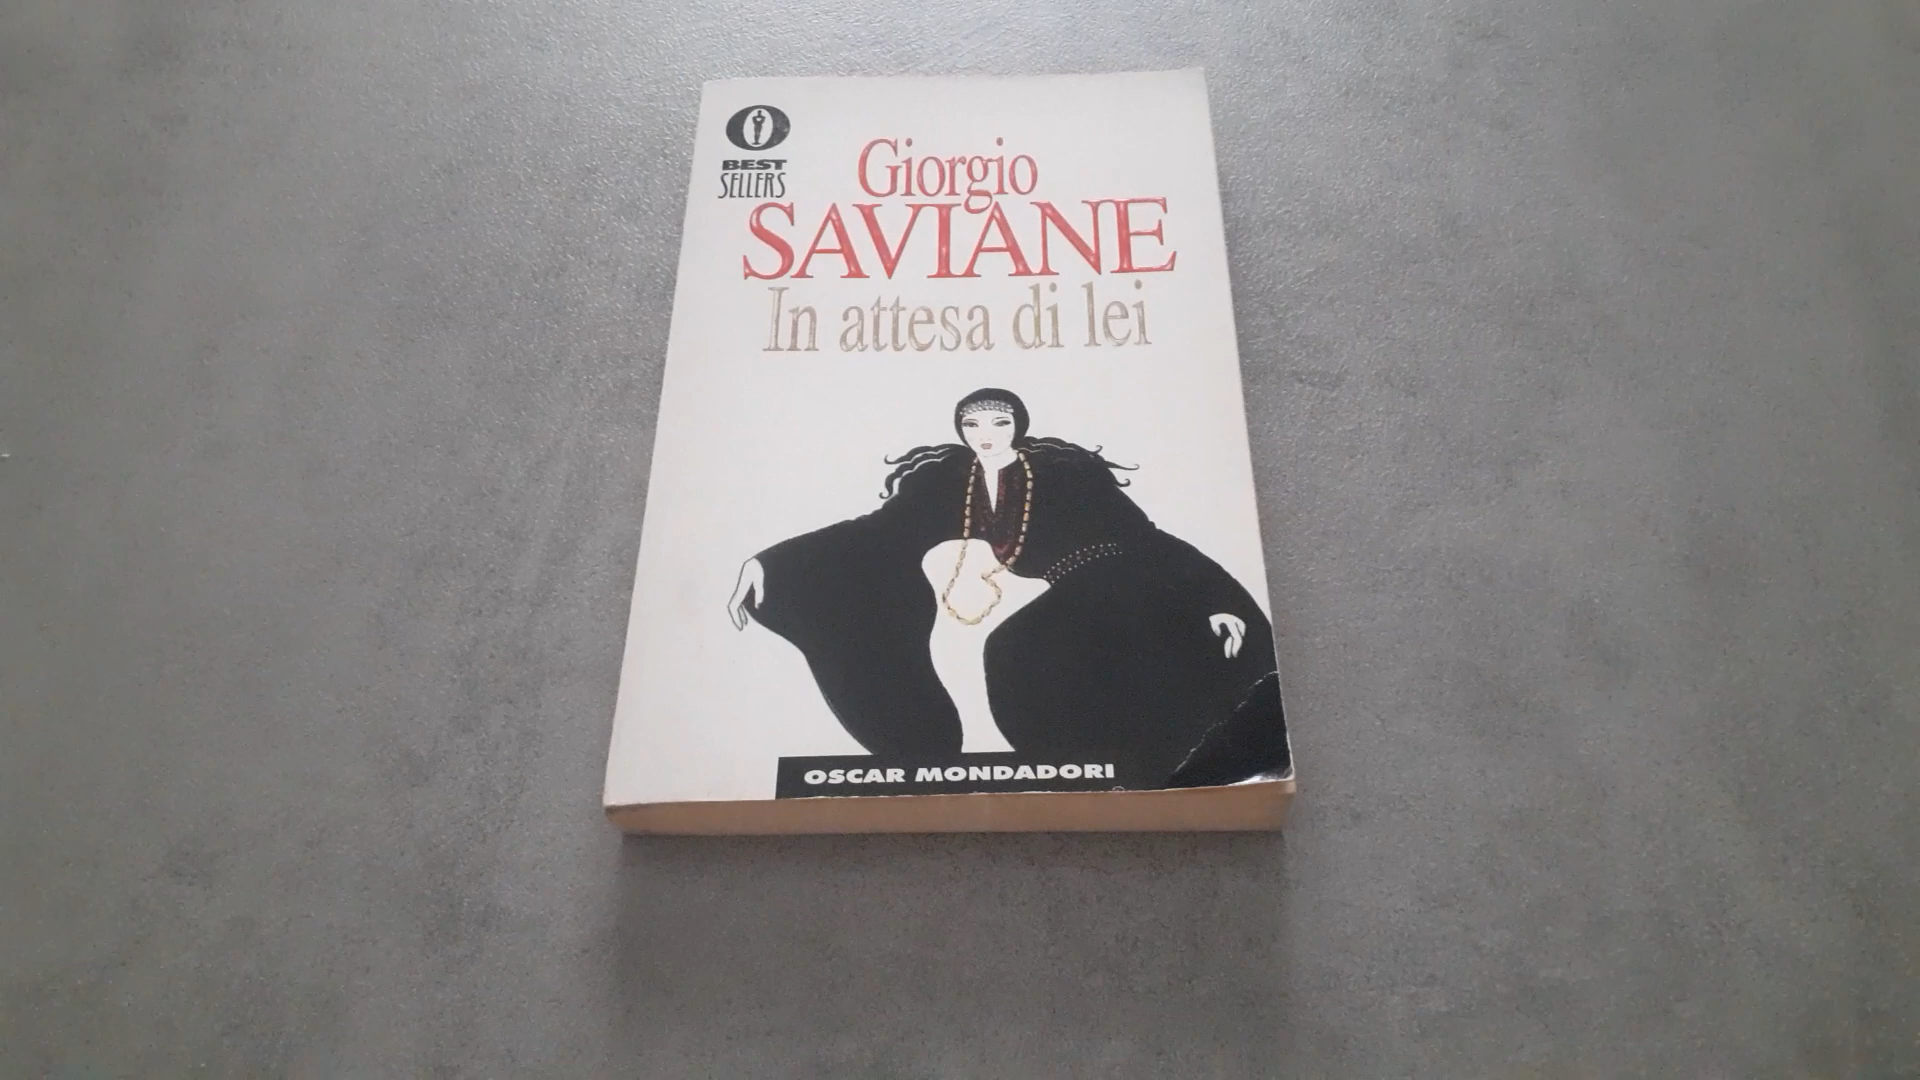 BEST
SELLERS
Giorgio
SAVIANE
In attesa di lei
OSCAR MONDADORI